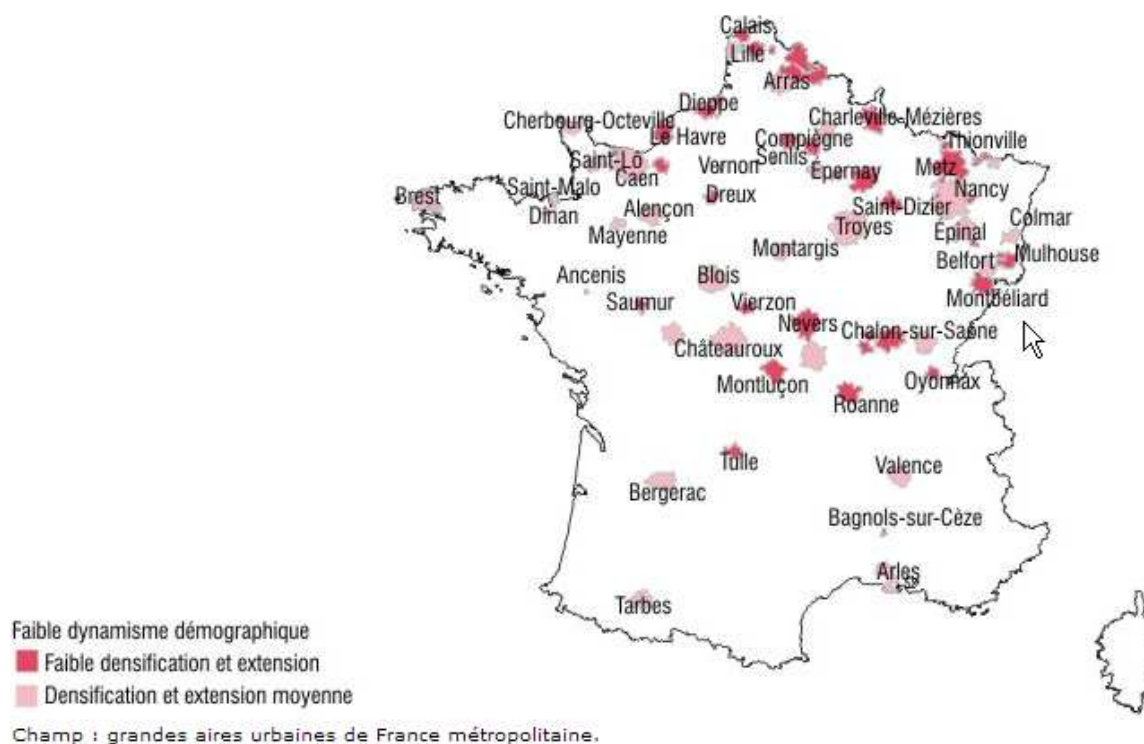 Calais
Lille
Arras
Dieppe
Cherbourg-Octeville
Charleville-Mézières
Le Havre
Compiègne
Thionville
Saint-Lô
Vernon
Senlis
Épernay
Metz
Caen
Brest
Saint-Malo
Dreux
Nancy
Dinan
Alençon
Saint-Dizier
Colmar
Mayenne
Troyes
Épinal
Montargis
Mulhouse
Belfort
Ancenis
Blois
Montbéliard
Saumur
Vierzon
Nevers
Chalon-sur-Saône
Châteauroux
Montluçon
Oyonnax
Roanne
Tulle
Valence
Bergerac
Bagnols-sur-Cèze
Arles
Tarbes
Faible dynamisme démographique
Faible densification et extension
Densification et extension moyenne
Champ : grandes aires urbaines de France métropolitaine.